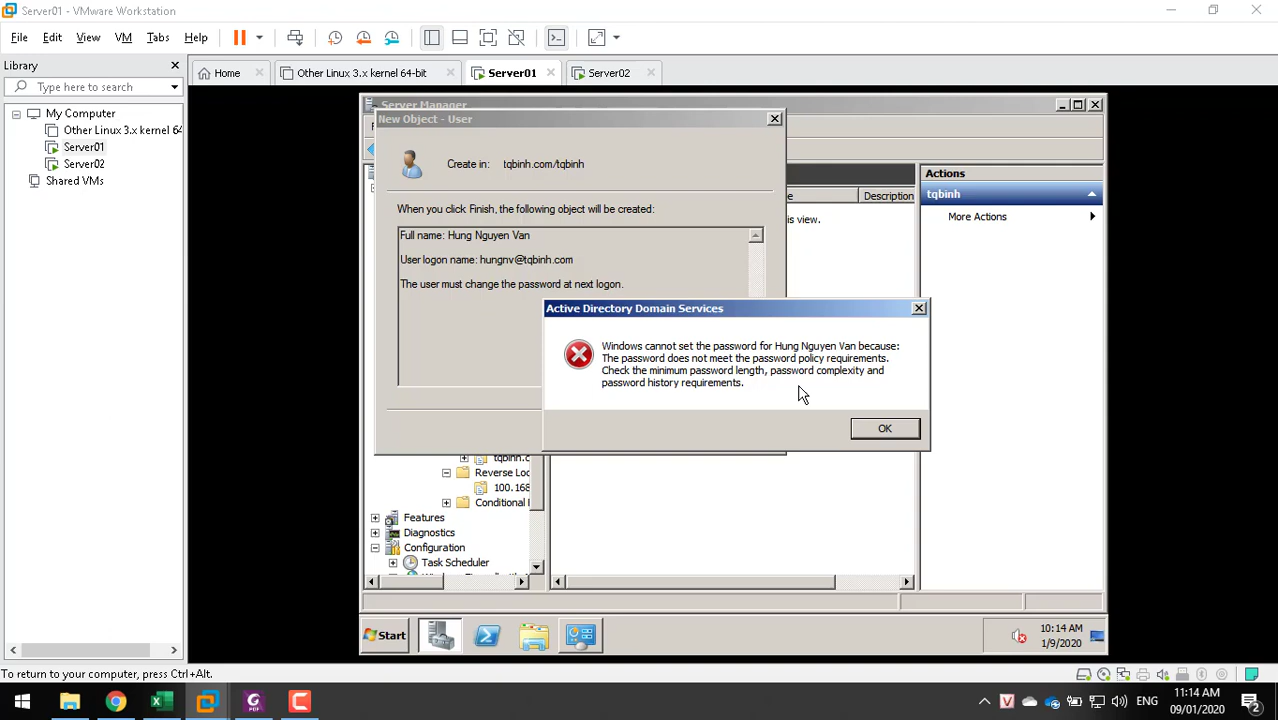 Server01 - VMware Workstation
File Edit View VM Tabs Help
Library
Type here to search
My Computer
Other Linux 3.x kernel 64
Server01
Server02
Shared VMs
Home
Other Linux 3.x kernel 64-bit
Server01
Server02
Server Manager
New Object - User
Create in: tqbinh.com/tqbinh
When you click Finish, the following object will be created:
Full name: Hung Nguyen Van
User logon name: hungnv@tqbinh.com
The user must change the password at next logon.
Description
is view.
Actions
tqbinh
More Actions
Active Directory Domain Services
Windows cannot set the password for Hung Nguyen Van because:
The password does not meet the password policy requirements.
Check the minimum password length, password complexity and
password history requirements.
OK
Reverse Loc
100.168
Conditional
Features
Diagnostics
Configuration
Task Scheduler
Start
10:14 AM
1/9/2020
To return to your computer, press Ctrl+Alt.
ENG
11:14 AM
09/01/2020
2